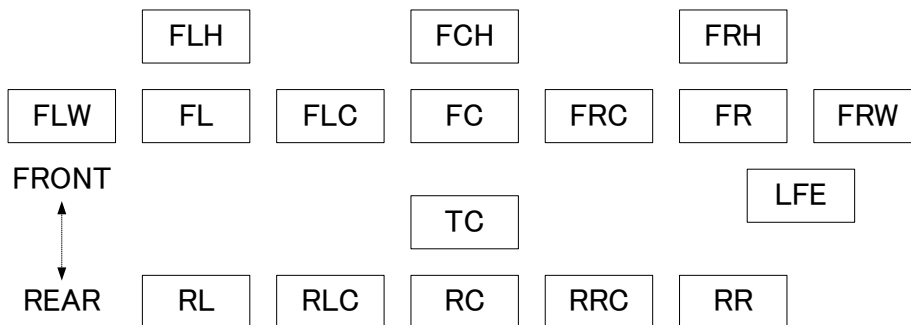 FLH FCH FRH
FLW FL FLC FC FRC FR FRW
FRONT
LFE
TC
REAR RL RLC RC RRC RR